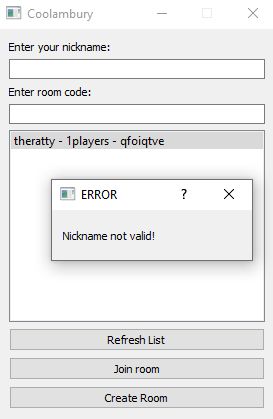 Coolambury
Enter your nickname:
Enter room code:
theratty - 1players - qfoiqtve
ERROR
?
Nickname not valid!
Refresh List
Join room
Create Room